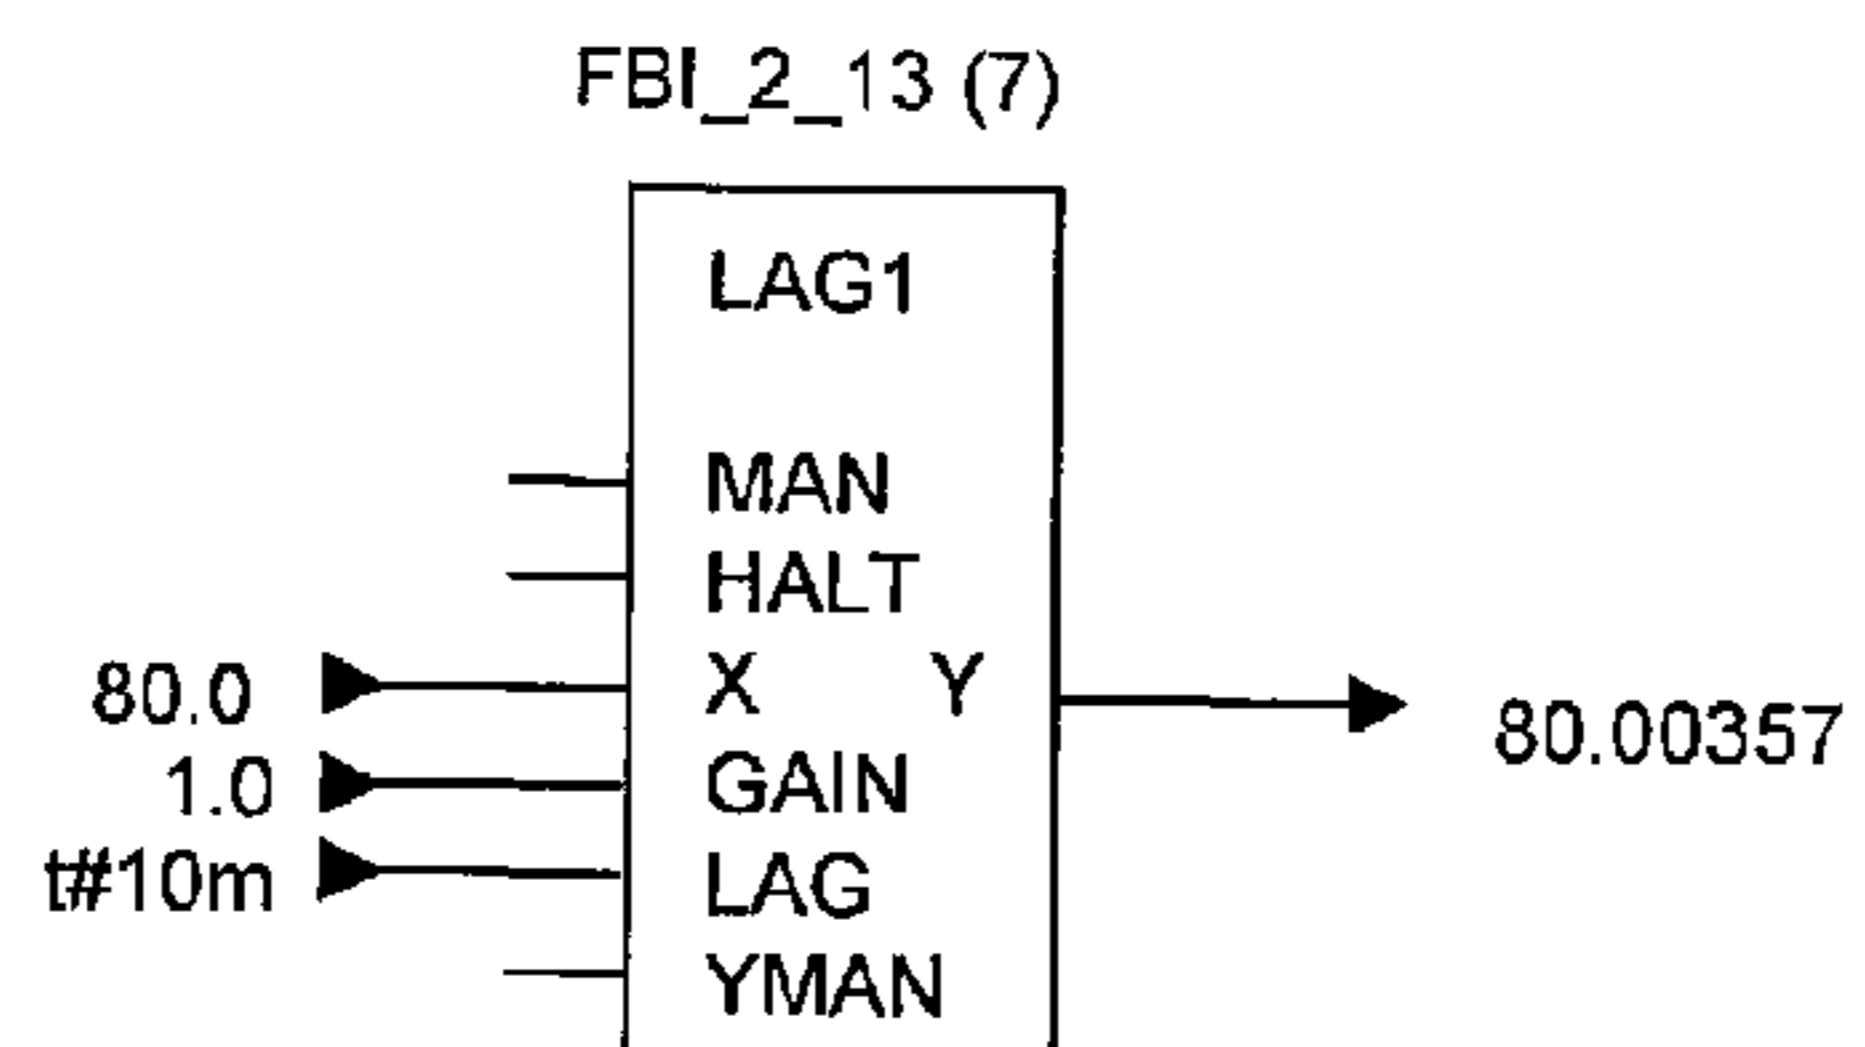 FBI_2_13 (7)
LAG1
MAN
HALT
80.0 X Y 80.00357
1.0 GAIN
t#10m LAG
YMAN